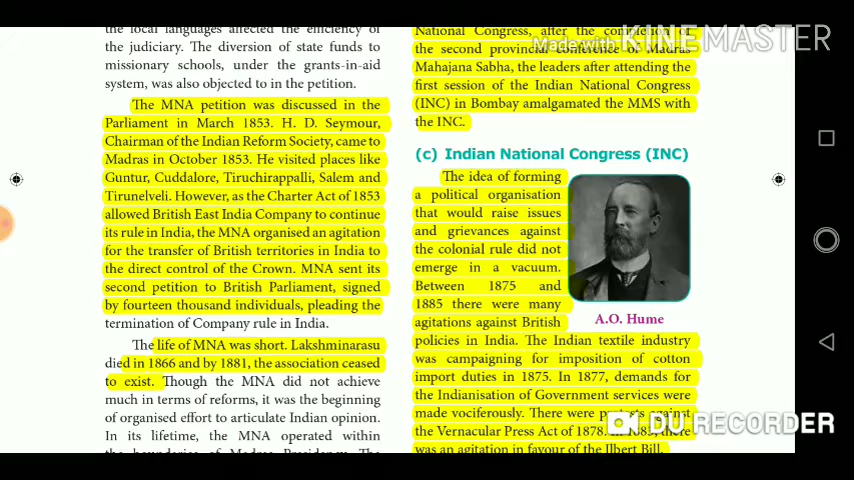 the local languages affected the efficiency of
the judiciary. The diversion of state funds to
missionary schools, under the grants-in-aid
system, was also objected to in the petition.
The MNA petition was discussed in the
Parliament in March 1853. H. D. Seymour,
Chairman of the Indian Reform Society, came to
Madras in October 1853. He visited places like
Guntur, Cuddalore, Tiruchirappalli, Salem and
Tirunelveli. However, as the Charter Act of 1853
allowed British East India Company to continue
its rule in India, the MNA organised an agitation
for the transfer of British territories in India to
the direct control of the Crown. MNA sent its
second petition to British Parliament, signed
by fourteen thousand individuals, pleading the
termination of Company rule in India.
The life of MNA was short. Lakshminarasu
died in 1866 and by 1881, the association ceased
to exist. Though the MNA did not achieve
much in terms of reforms, it was the beginning
of organised effort to articulate Indian opinion.
In its lifetime, the MNA operated within
the boundaries of Madras Presidency. The
National Congress, after the completion of
the second provincial conference of Madras
Mahajana Sabha, the leaders after attending the
first session of the Indian National Congress
(INC) in Bombay amalgamated the MMS with
the INC.
(c) Indian National Congress (INC)
The idea of forming
a political organisation
that would raise issues
and grievances against
the colonial rule did not
emerge in a vacuum.
Between 1875 and
1885 there were many
agitations against British
policies in India. The Indian textile industry
was campaigning for imposition of cotton
import duties in 1875. In 1877, demands for
the Indianisation of Government services were
made vociferously. There were protests against
the Vernacular Press Act of 1878. In 1883, there
was an agitation in favour of the Ilbert Bill.
A.O. Hume
Made with KINEMASTER
DU RECORDER